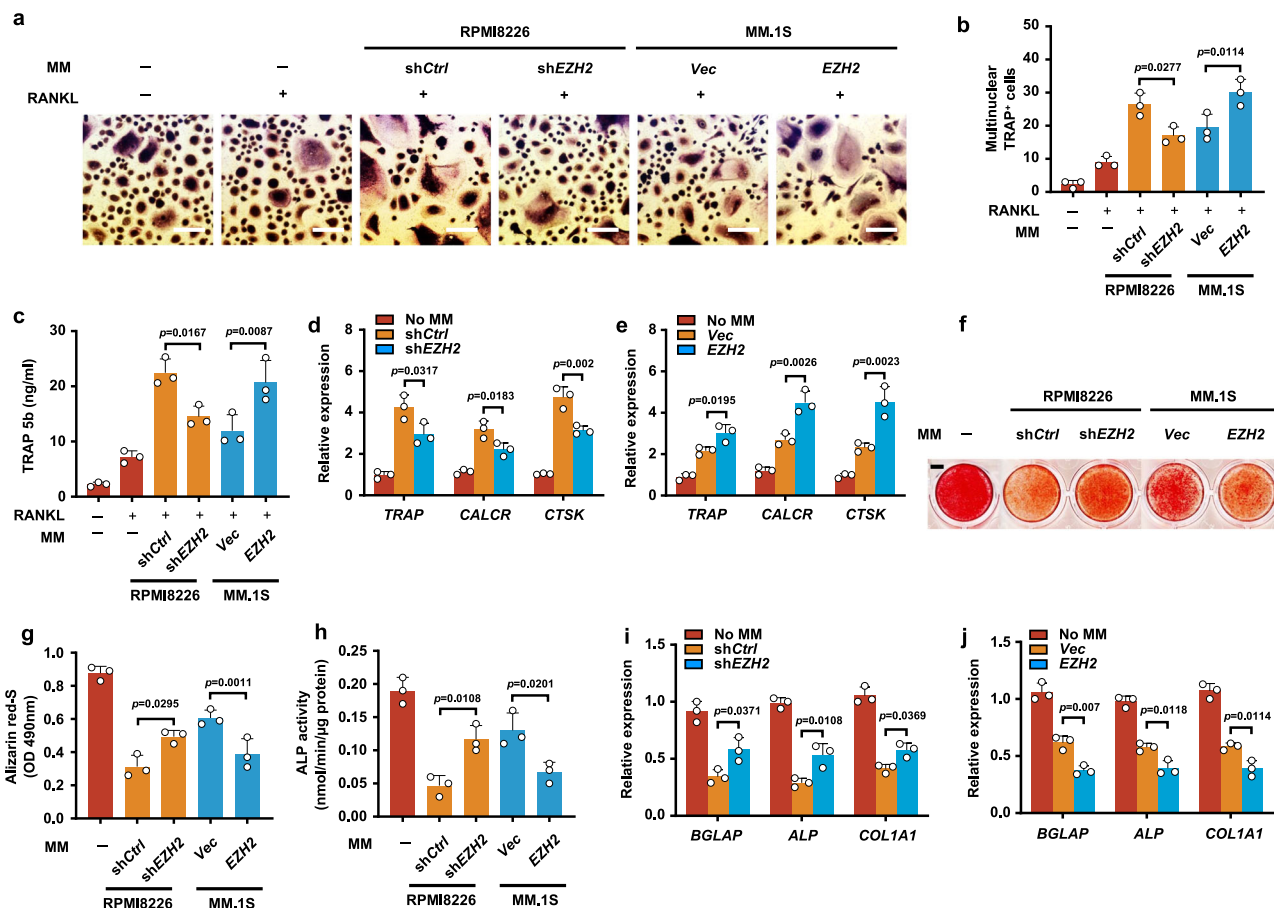 a
RPMI8226 MM.1S
MM – – shCtrl shEZH2 Vec EZH2
RANKL – + + + + +
b
Multinuclear
TRAP+ cells
40
30
20
10
0
p=0.0277
p=0.0114
RANKL – + + + + +
MM – – shCtrl shEZH2 Vec EZH2
RPMI8226 MM.1S
c
TRAP 5b (ng/ml)
30
20
10
0
p=0.0167 p=0.0087
RANKL – + + + + +
MM – – shCtrl shEZH2 Vec EZH2
RPMI8226 MM.1S
d
No MM
shCtrl
shEZH2
Relative expression
8
6
4
2
0
p=0.0317
p=0.0183
p=0.002
TRAP CALCR CTSK
e
No MM
Vec
EZH2
Relative expression
8
6
4
2
0
p=0.0195
p=0.0026
p=0.0023
TRAP CALCR CTSK
f
RPMI8226 MM.1S
MM – shCtrl shEZH2 Vec EZH2
g
Alizarin red-S
(OD 490nm)
1.0
0.8
0.6
0.4
0.2
0.0
p=0.0295
p=0.0011
MM – shCtrl shEZH2 Vec EZH2
RPMI8226 MM.1S
h
ALP activity
(nmol/min/μg protein)
0.25
0.20
0.15
0.10
0.05
0.00
p=0.0108
p=0.0201
MM – shCtrl shEZH2 Vec EZH2
RPMI8226 MM.1S
i
No MM
shCtrl
shEZH2
Relative expression
1.5
1.0
0.5
0.0
p=0.0371
p=0.0108
p=0.0369
BGLAP ALP COL1A1
j
No MM
Vec
EZH2
Relative expression
1.5
1.0
0.5
0.0
p=0.007
p=0.0118
p=0.0114
BGLAP ALP COL1A1